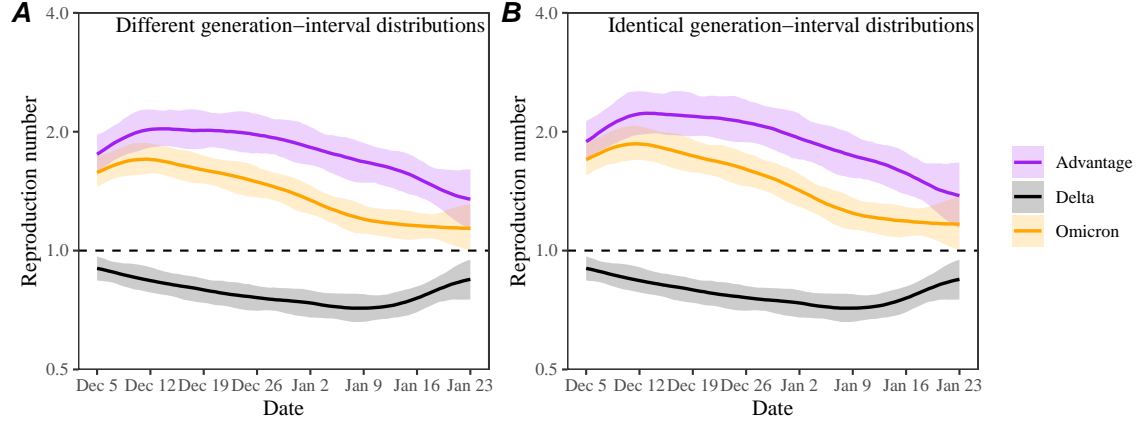 A
Different generation−interval distributions
Reproduction number
4.0
2.0
1.0
0.5
Dec 5 Dec 12 Dec 19 Dec 26 Jan 2 Jan 9 Jan 16 Jan 23
Date
B
Identical generation−interval distributions
Reproduction number
4.0
2.0
1.0
0.5
Dec 5 Dec 12 Dec 19 Dec 26 Jan 2 Jan 9 Jan 16 Jan 23
Date
Advantage
Delta
Omicron